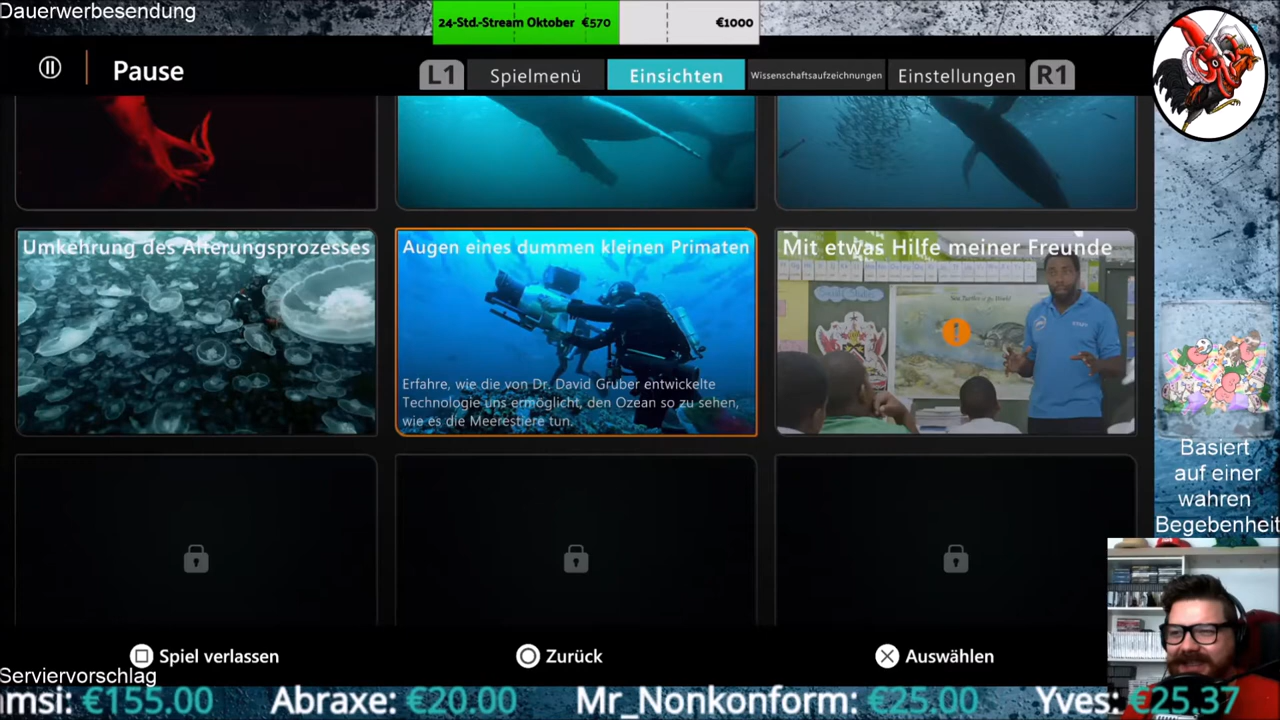 Dauerwerbesendung
24-Std.-Stream Oktober €570 €1000
Pause
L1 Spielmenü Einsichten Wissenschaftsaufzeichnungen Einstellungen R1
Umkehrung des Alterungsprozesses
Augen eines dummen kleinen Primaten
Erfahre, wie die von Dr. David Gruber entwickelte
Technologie uns ermöglicht, den Ozean so zu sehen,
wie es die Meerestiere tun.
Mit etwas Hilfe meiner Freunde
Basiert
auf einer
wahren
Begebenheit
Spiel verlassen Zurück Auswählen
Serviervorschlag
msi: €155.00 Abraxe: €20.00 Mr_Nonkonform: €25.00 Yves: €25.37